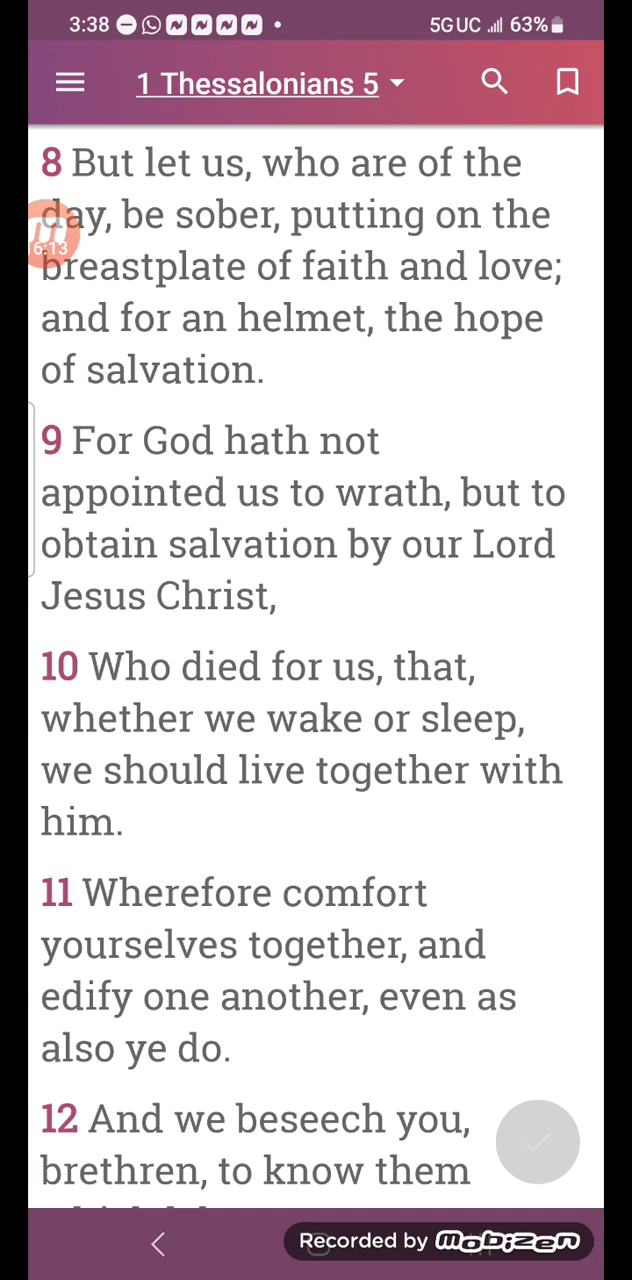 3:38 5GUC 63%
1 Thessalonians 5
8 But let us, who are of the
day, be sober, putting on the
16:13
breastplate of faith and love;
and for an helmet, the hope
of salvation.
9 For God hath not
appointed us to wrath, but to
obtain salvation by our Lord
Jesus Christ,
10 Who died for us, that,
whether we wake or sleep,
we should live together with
him.
11 Wherefore comfort
yourselves together, and
edify one another, even as
also ye do.
12 And we beseech you,
brethren, to know them
Recorded by mobizen